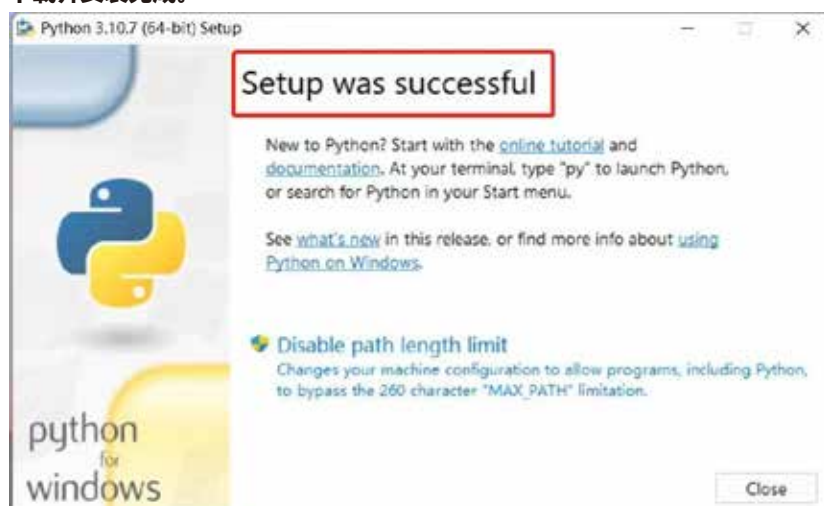 Python 3.10.7 (64-bit) Setup
Setup was successful
New to Python? Start with the online tutorial and
documentation. At your terminal, type "py" to launch Python,
or search for Python in your Start menu.
See what's new in this release, or find more info about using
Python on Windows.
Disable path length limit
Changes your machine configuration to allow programs, including Python,
to bypass the 260 character "MAX_PATH" limitation.
python
for
windows
Close